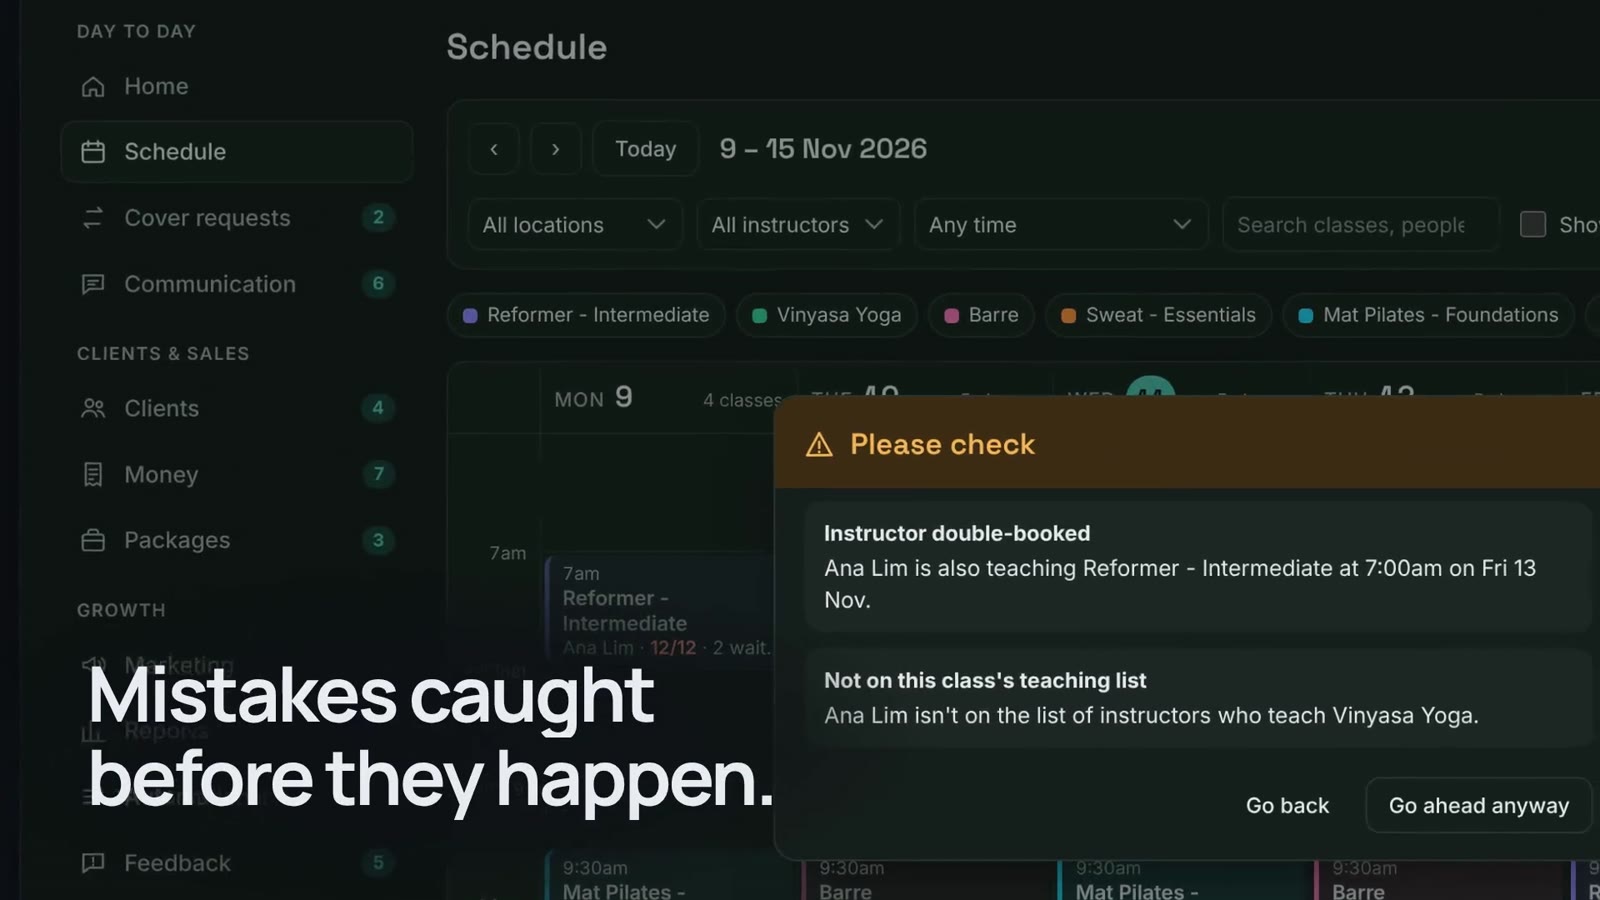 DAY TO DAY
Home
Schedule
Cover requests 2
Communication 6
CLIENTS & SALES
Clients 4
Money 7
Packages 3
GROWTH
Marketing
Reports
Feedback 5
Schedule
‹ › Today 9 – 15 Nov 2026
All locations All instructors Any time Search classes, people
Reformer - Intermediate Vinyasa Yoga Barre Sweat - Essentials Mat Pilates - Foundations
MON 9 4 classes
7am
7am
Reformer -
Intermediate
Ana Lim · 12/12 · 2 wait.
Please check
Instructor double-booked
Ana Lim is also teaching Reformer - Intermediate at 7:00am on Fri 13
Nov.
Not on this class's teaching list
Ana Lim isn't on the list of instructors who teach Vinyasa Yoga.
Go back Go ahead anyway
Mistakes caught
before they happen.
9:30am 9:30am 9:30am 9:30am
Mat Pilates - Barre Mat Pilates - Barre